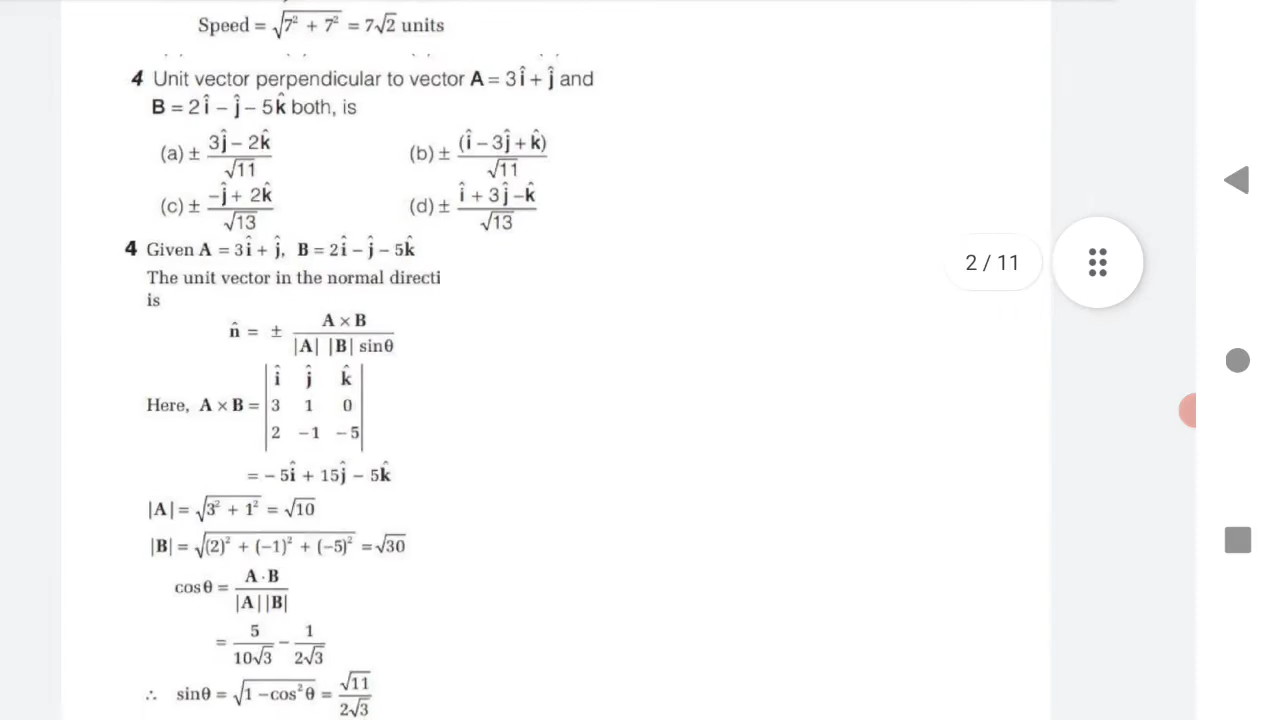 Speed = √7² + 7² = 7√2 units
4 Unit vector perpendicular to vector A = 3î + ĵ and
B = 2î − ĵ − 5k̂ both, is
(a) ± 3ĵ − 2k̂ / √11 (b) ± (î − 3ĵ + k̂) / √11
(c) ± −ĵ + 2k̂ / √13 (d) ± î + 3ĵ −k̂ / √13
4 Given A = 3î + ĵ, B = 2î − ĵ − 5k̂
The unit vector in the normal directi
is
n̂ = ± A × B / |A| |B| sinθ
Here, A × B = | î ĵ k̂ |
3 1 0
2 −1 −5
= − 5î + 15ĵ − 5k̂
|A| = √3² + 1² = √10
|B| = √(2)² + (−1)² + (−5)² = √30
cosθ = A · B / |A||B|
= 5 / 10√3 − 1 / 2√3
∴ sinθ = √1 − cos²θ = √11 / 2√3
2 / 11